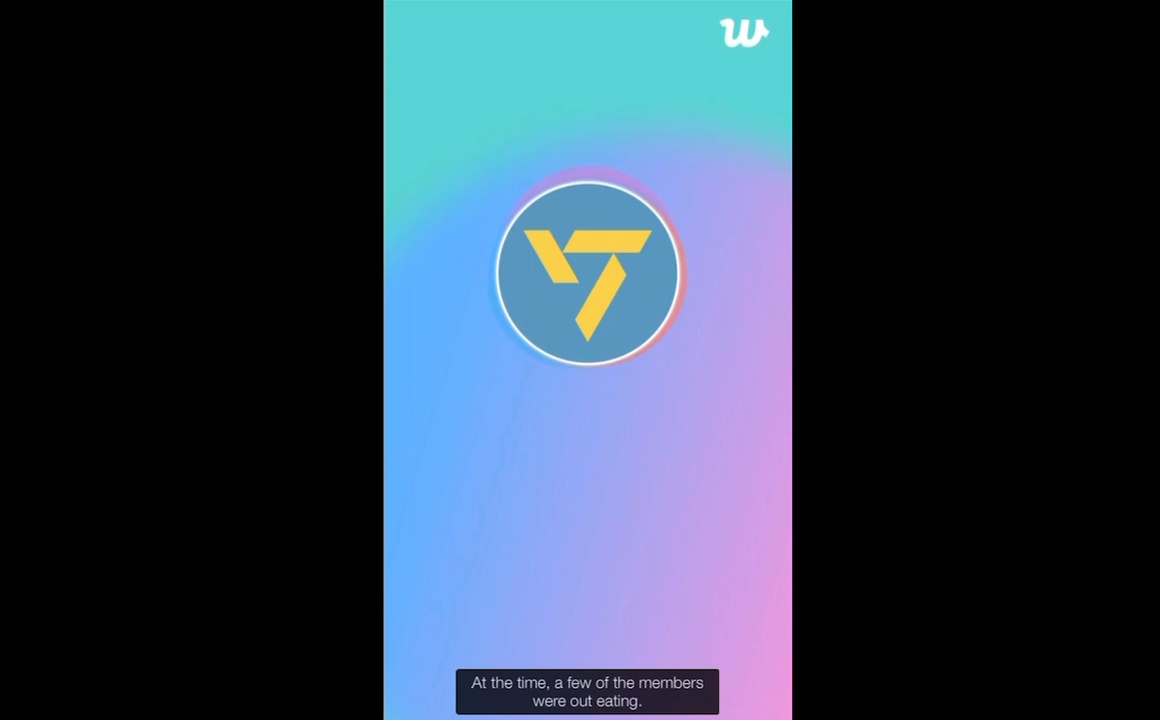 w
At the time, a few of the members
were out eating.